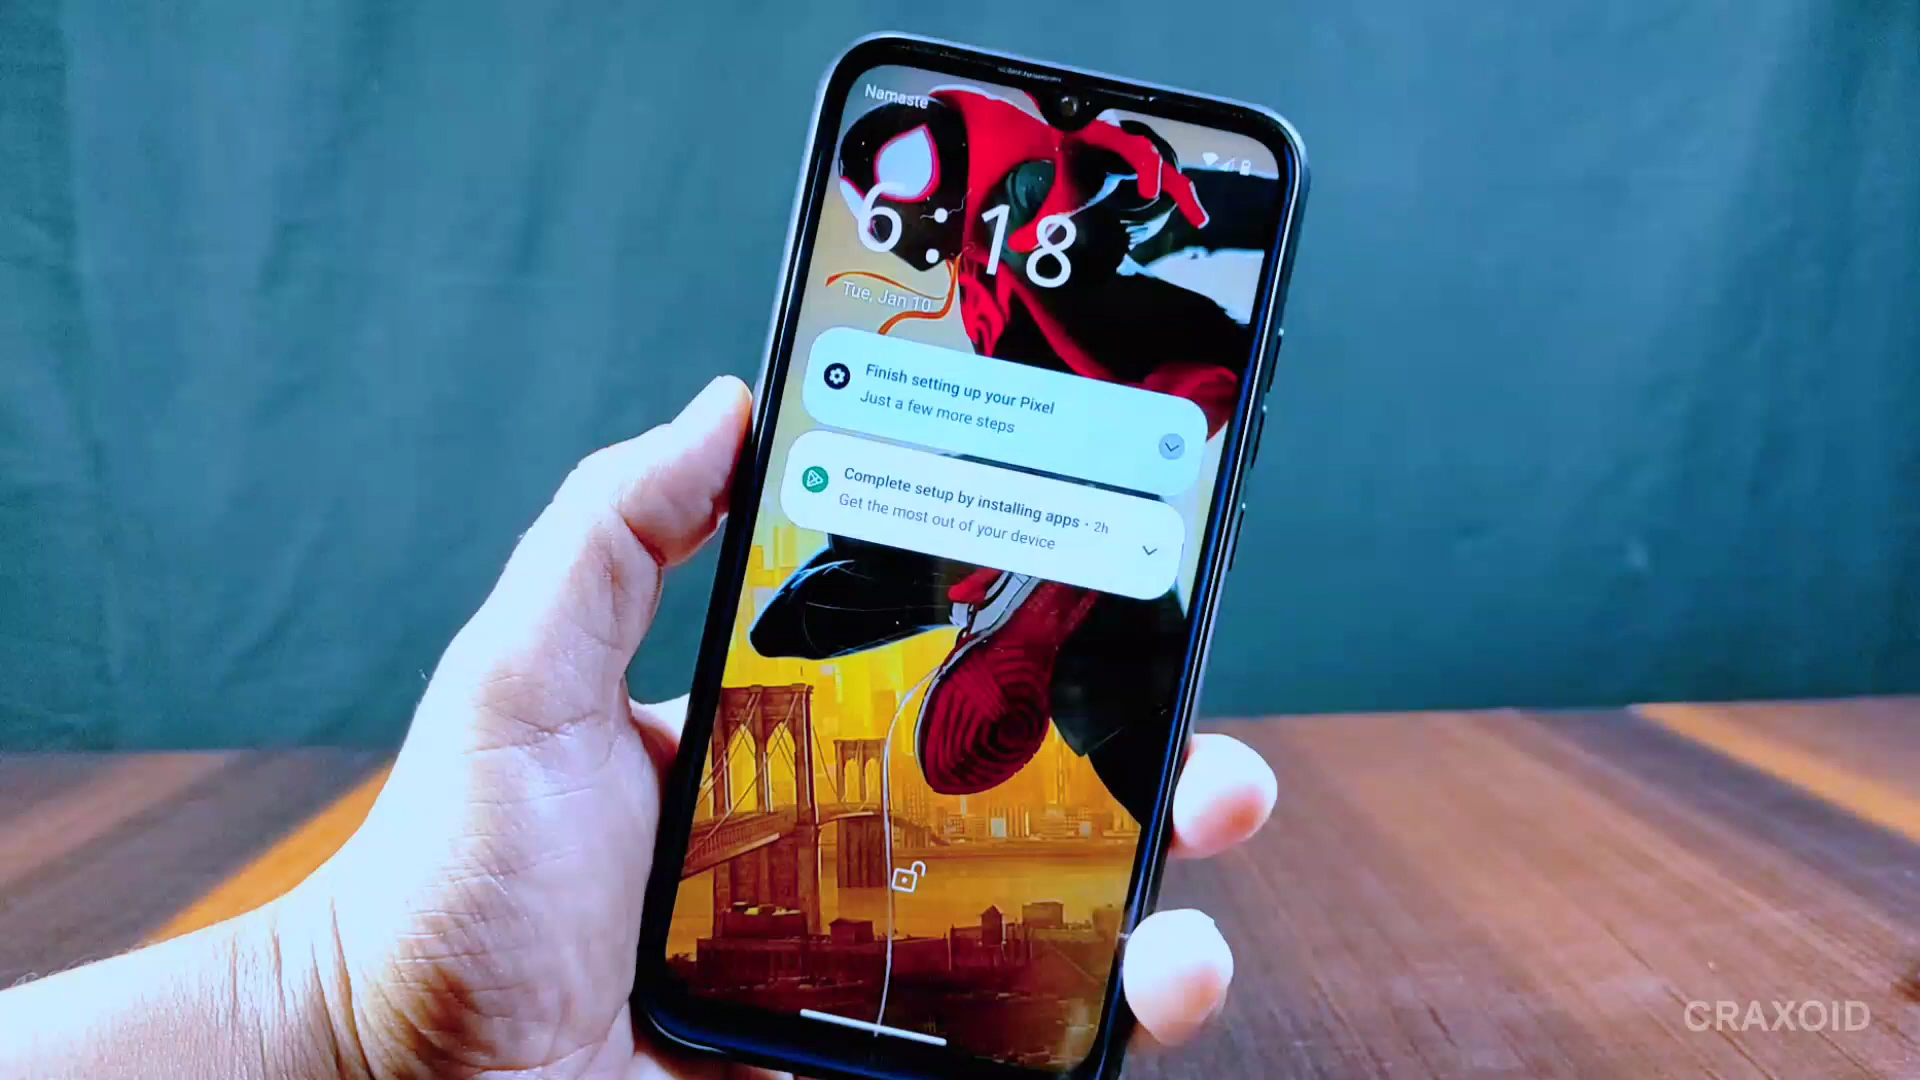 Namaste
6:18
Tue, Jan 10
Finish setting up your Pixel
Just a few more steps
Complete setup by installing apps • 2h
Get the most out of your device
CRAXOID